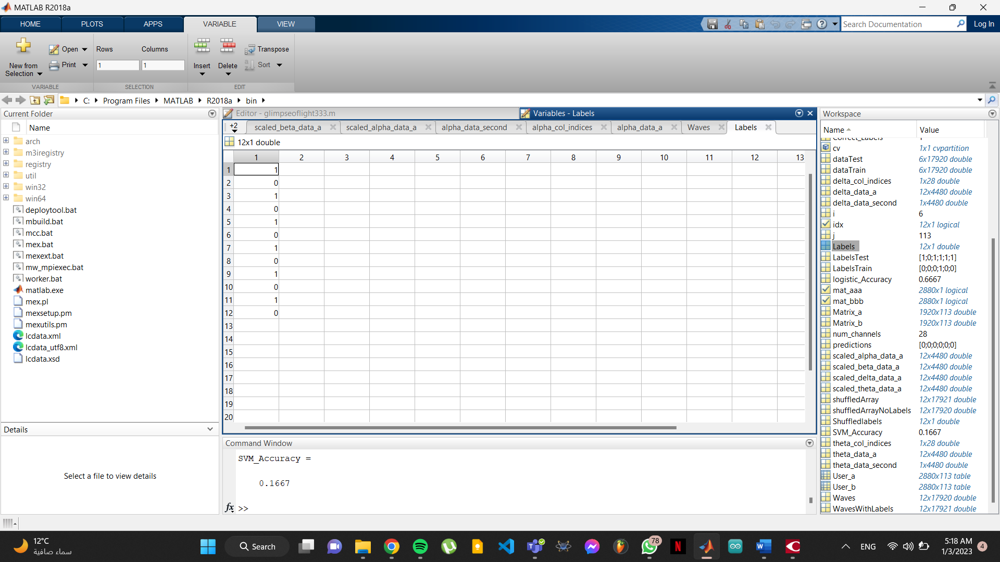 MATLAB R2018a
HOME
PLOTS
APPS
VARIABLE
VIEW
Search Documentation
Log In
New from
Selection
Open
Print
Rows
Columns
1
1
Insert
Delete
Transpose
Sort
VARIABLE
SELECTION
EDIT
C:
Program Files
MATLAB
R2018a
bin
Current Folder
Name
arch
m3iregistry
registry
util
win32
win64
deploytool.bat
mbuild.bat
mcc.bat
mex.bat
mexext.bat
mw_mpiexec.bat
worker.bat
matlab.exe
mex.pl
mexsetup.pm
mexutils.pm
lcdata.xml
lcdata_utf8.xml
lcdata.xsd
Details
Select a file to view details
Editor - glimpseoflight333.m
Variables - Labels
+2
scaled_beta_data_a
scaled_alpha_data_a
alpha_data_second
alpha_col_indices
alpha_data_a
Waves
Labels
12x1 double
1 2 3 4 5 6 7 8 9 10 11 12 13
1 1
2 0
3 1
4 0
5 1
6 0
7 1
8 0
9 1
10 0
11 1
12 0
13
14
15
16
17
18
19
20
Command Window
SVM_Accuracy =
0.1667
fx >>
Workspace
Name Value
Correct_Labels 1
cv 1x1 cvpartition
dataTest 6x17920 double
dataTrain 6x17920 double
delta_col_indices 1x28 double
delta_data_a 12x4480 double
delta_data_second 1x4480 double
i 6
idx 12x1 logical
j 113
Labels 12x1 double
LabelsTest [1;0;1;1;1;1]
LabelsTrain [0;0;0;1;0;0]
logistic_Accuracy 0.6667
mat_aaa 2880x1 logical
mat_bbb 2880x1 logical
Matrix_a 1920x113 double
Matrix_b 1920x113 double
num_channels 28
predictions [0;0;0;0;0;0]
scaled_alpha_data_a 12x4480 double
scaled_beta_data_a 12x4480 double
scaled_delta_data_a 12x4480 double
scaled_theta_data_a 12x4480 double
shuffledArray 12x17921 double
shuffledArrayNoLabels 12x17920 double
Shuffledlabels 12x1 double
SVM_Accuracy 0.1667
theta_col_indices 1x28 double
theta_data_a 12x4480 double
theta_data_second 1x4480 double
User_a 2880x113 table
User_b 2880x113 table
Waves 12x17920 double
WavesWithLabels 12x17921 double
12°C
سماء صافية
Search
78
ENG
5:18 AM
1/3/2023
4